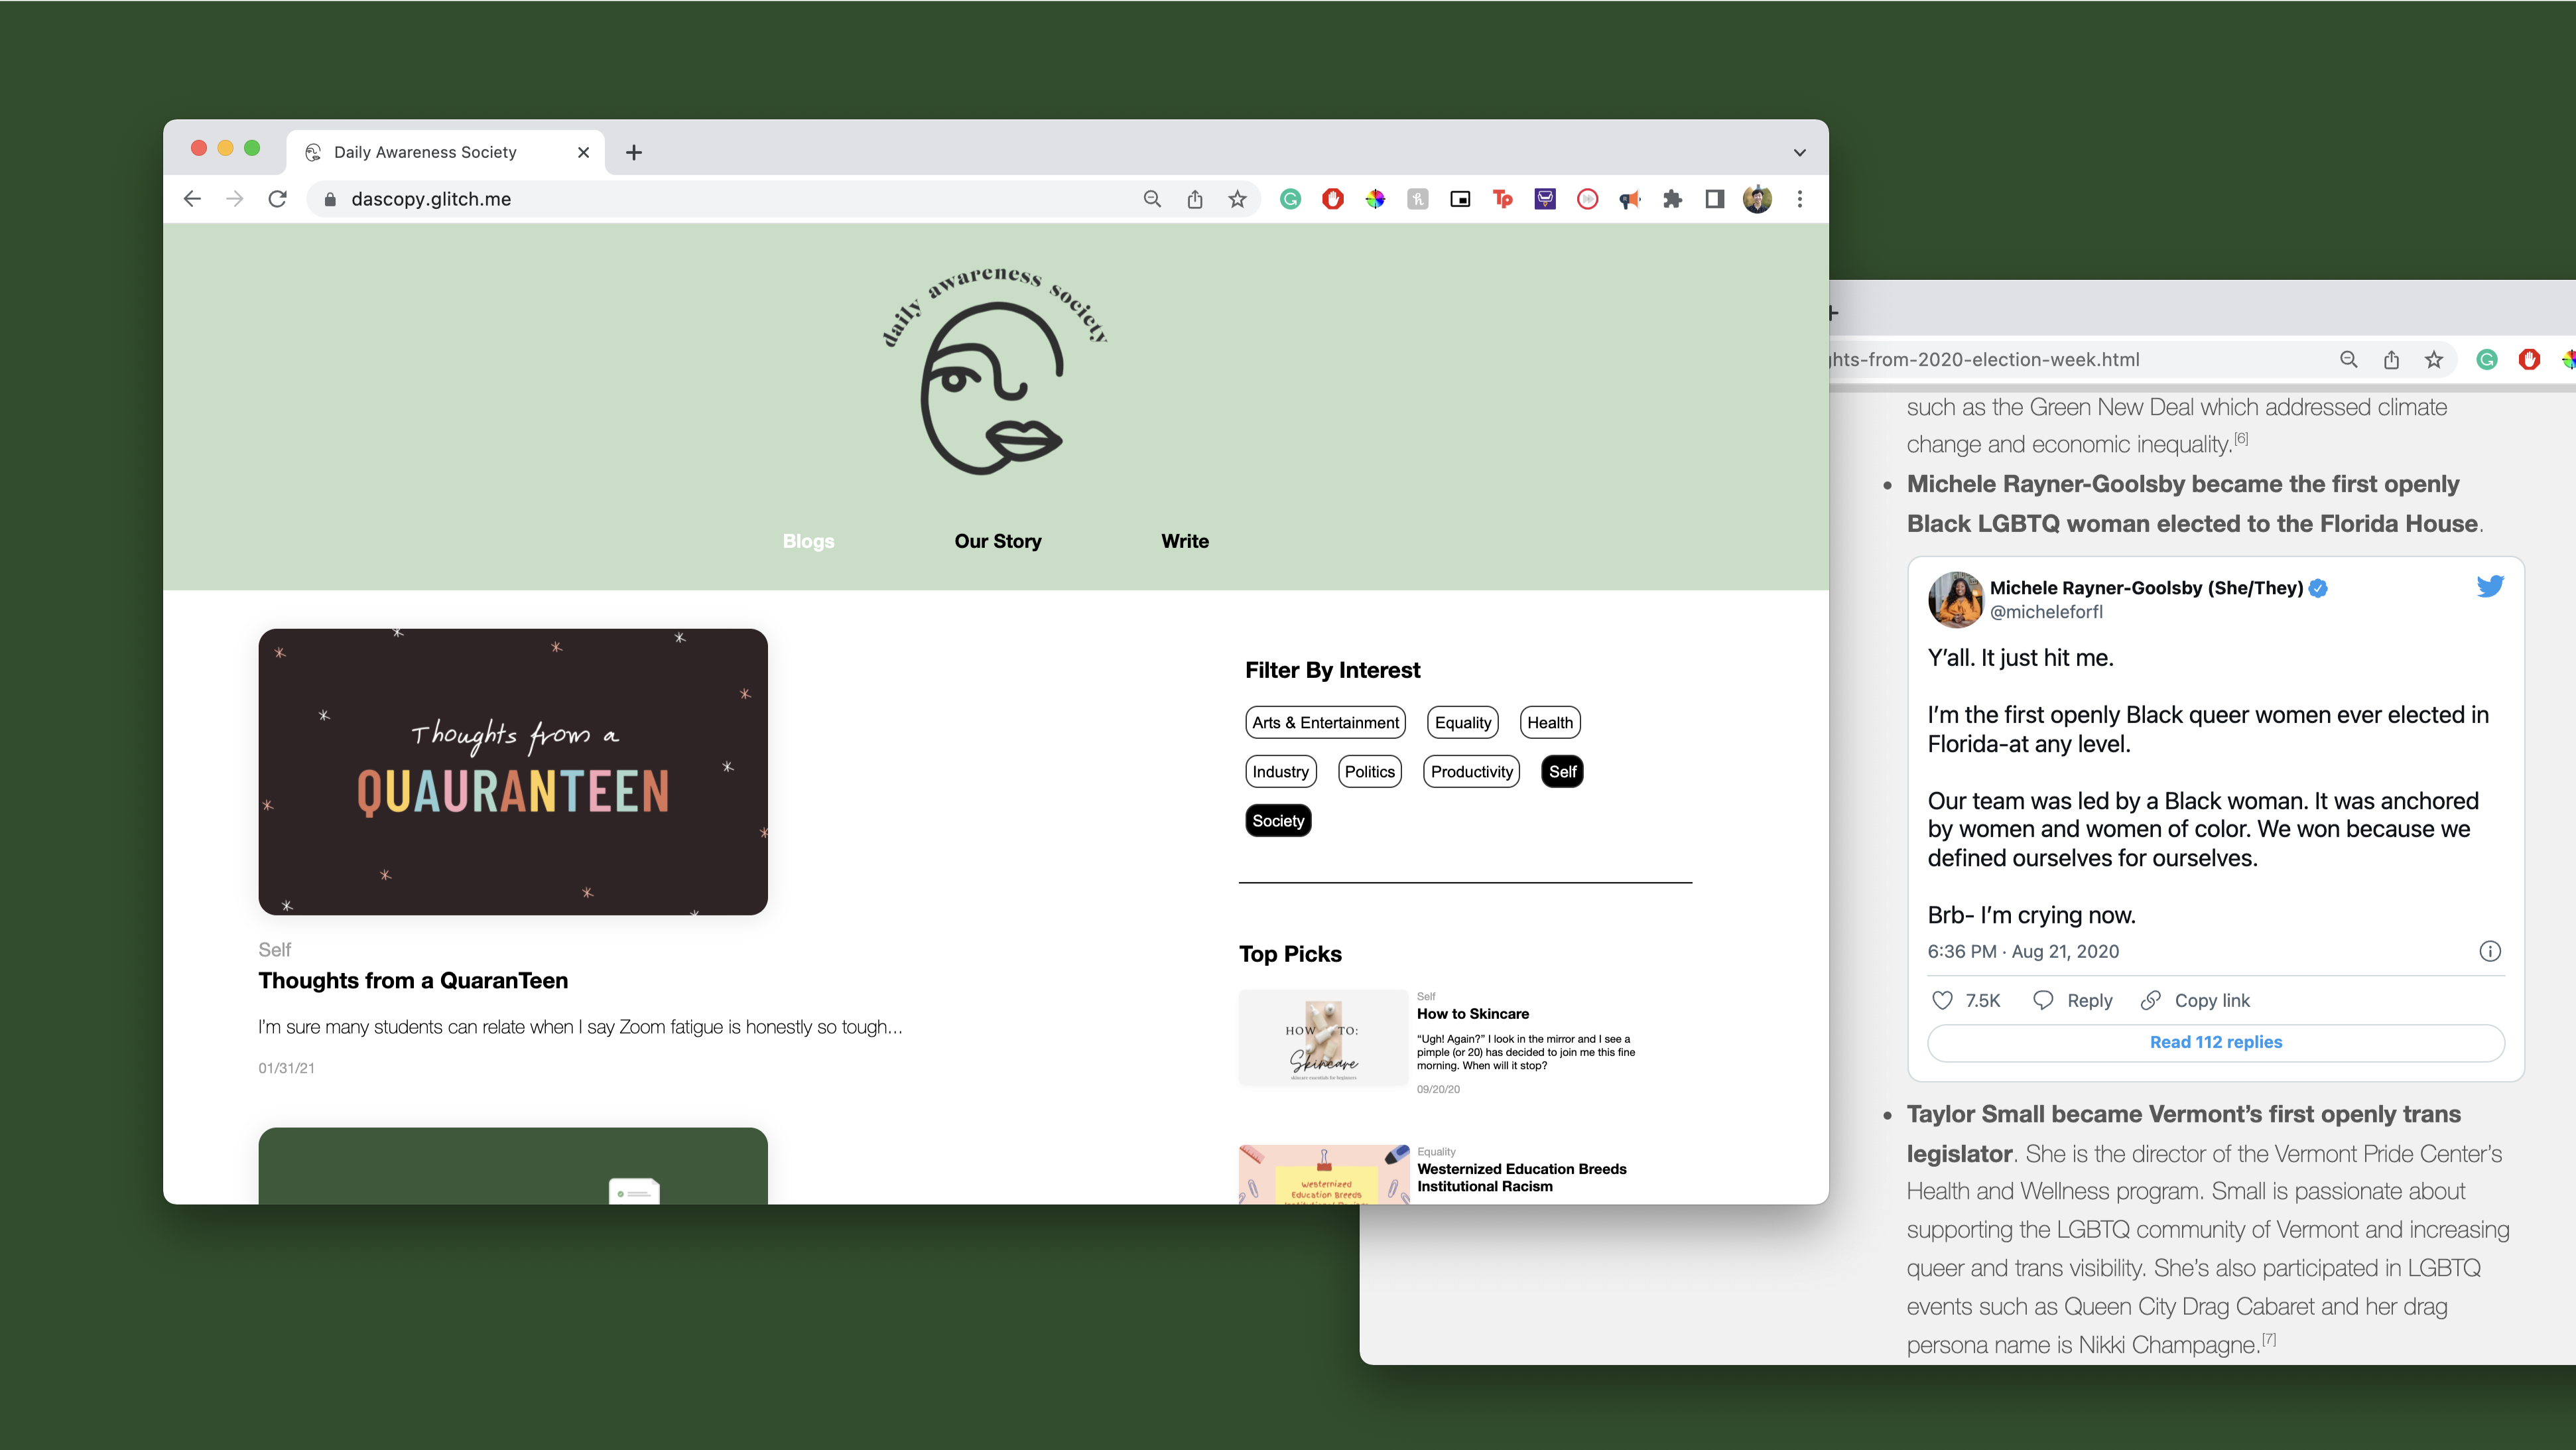 Daily Awareness Society
dascopy.glitch.me
daily awareness society
Blogs
Our Story
Write
Thoughts from a
QUAURANTEEN
Self
Thoughts from a QuaranTeen
I'm sure many students can relate when I say Zoom fatigue is honestly so tough...
01/31/21
Filter By Interest
Arts & Entertainment
Equality
Health
Industry
Politics
Productivity
Self
Society
Top Picks
HOW TO:
Skincare
skincare essentials for beginners
Self
How to Skincare
“Ugh! Again?” I look in the mirror and I see a
pimple (or 20) has decided to join me this fine
morning. When will it stop?
09/20/20
Westernized
Education Breeds
Institutional Racism
Equality
Westernized Education Breeds
Institutional Racism
hts-from-2020-election-week.html
such as the Green New Deal which addressed climate
change and economic inequality.[6]
• Michele Rayner-Goolsby became the first openly
Black LGBTQ woman elected to the Florida House.
Michele Rayner-Goolsby (She/They)
@micheleforfl
Y’all. It just hit me.
I’m the first openly Black queer women ever elected in
Florida-at any level.
Our team was led by a Black woman. It was anchored
by women and women of color. We won because we
defined ourselves for ourselves.
Brb- I’m crying now.
6:36 PM · Aug 21, 2020
7.5K
Reply
Copy link
Read 112 replies
• Taylor Small became Vermont’s first openly trans
legislator. She is the director of the Vermont Pride Center’s
Health and Wellness program. Small is passionate about
supporting the LGBTQ community of Vermont and increasing
queer and trans visibility. She’s also participated in LGBTQ
events such as Queen City Drag Cabaret and her drag
persona name is Nikki Champagne.[7]